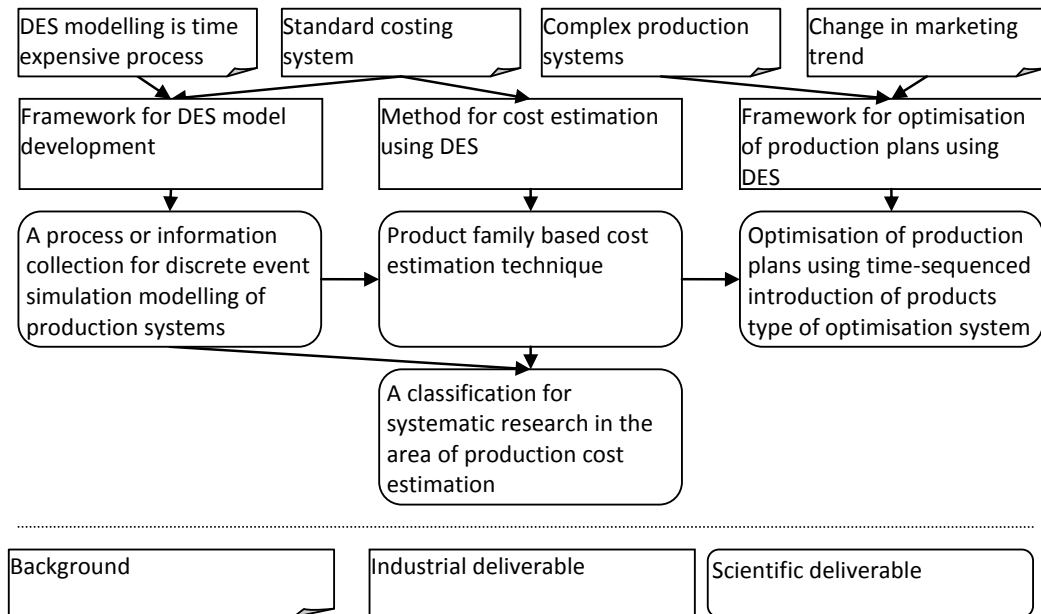 DES modelling is time
expensive process
Standard costing
system
Complex production
systems
Change in marketing
trend
Framework for DES model
development
Method for cost estimation
using DES
Framework for optimisation
of production plans using
DES
A process or information
collection for discrete event
simulation modelling of
production systems
Product family based cost
estimation technique
Optimisation of production
plans using time-sequenced
introduction of products
type of optimisation system
A classification for
systematic research in the
area of production cost
estimation
Background
Industrial deliverable
Scientific deliverable